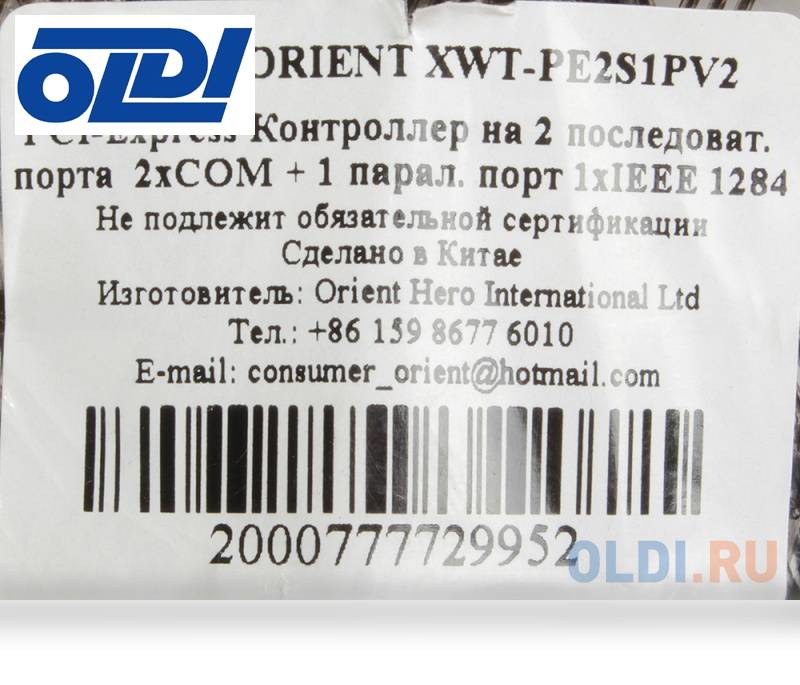 OLDI
ORIENT XWT-PE2S1PV2
PCI-Express Контроллер на 2 последоват.
порта 2xCOM + 1 парал. порт 1xIEEE 1284
Не подлежит обязательной сертификации
Сделано в Китае
Изготовитель: Orient Hero International Ltd
Тел.: +86 159 8677 6010
E-mail: consumer_orient@hotmail.com
2000777729952
OLDI.RU